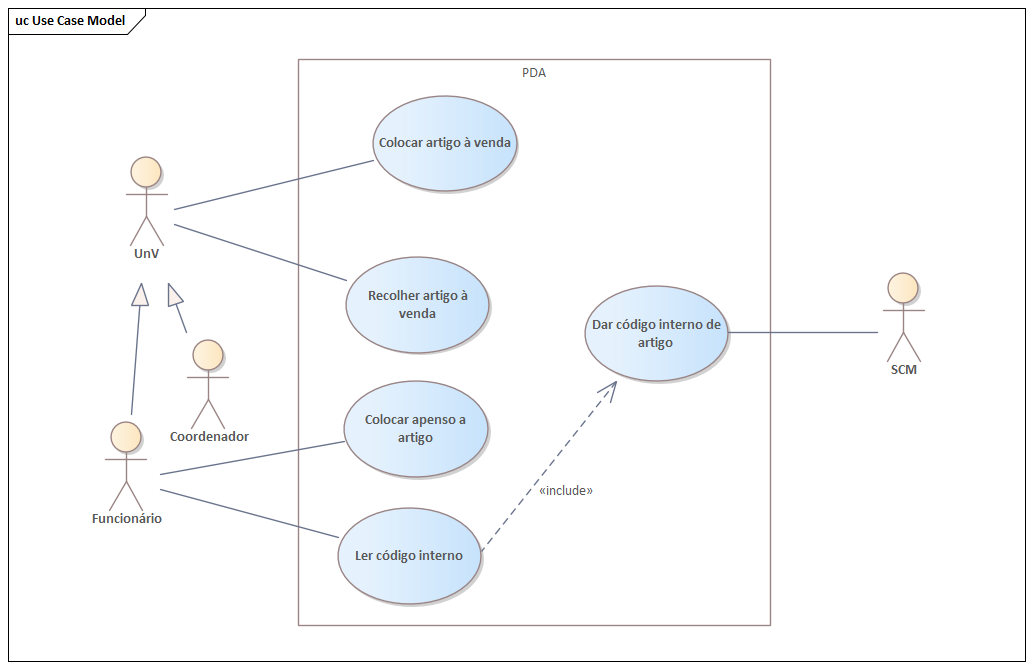 uc Use Case Model
PDA
Colocar artigo à venda
UnV
Recolher artigo à
venda
Dar código interno de
artigo
SCM
Coordenador
Colocar apenso a
artigo
«include»
Funcionário
Ler código interno